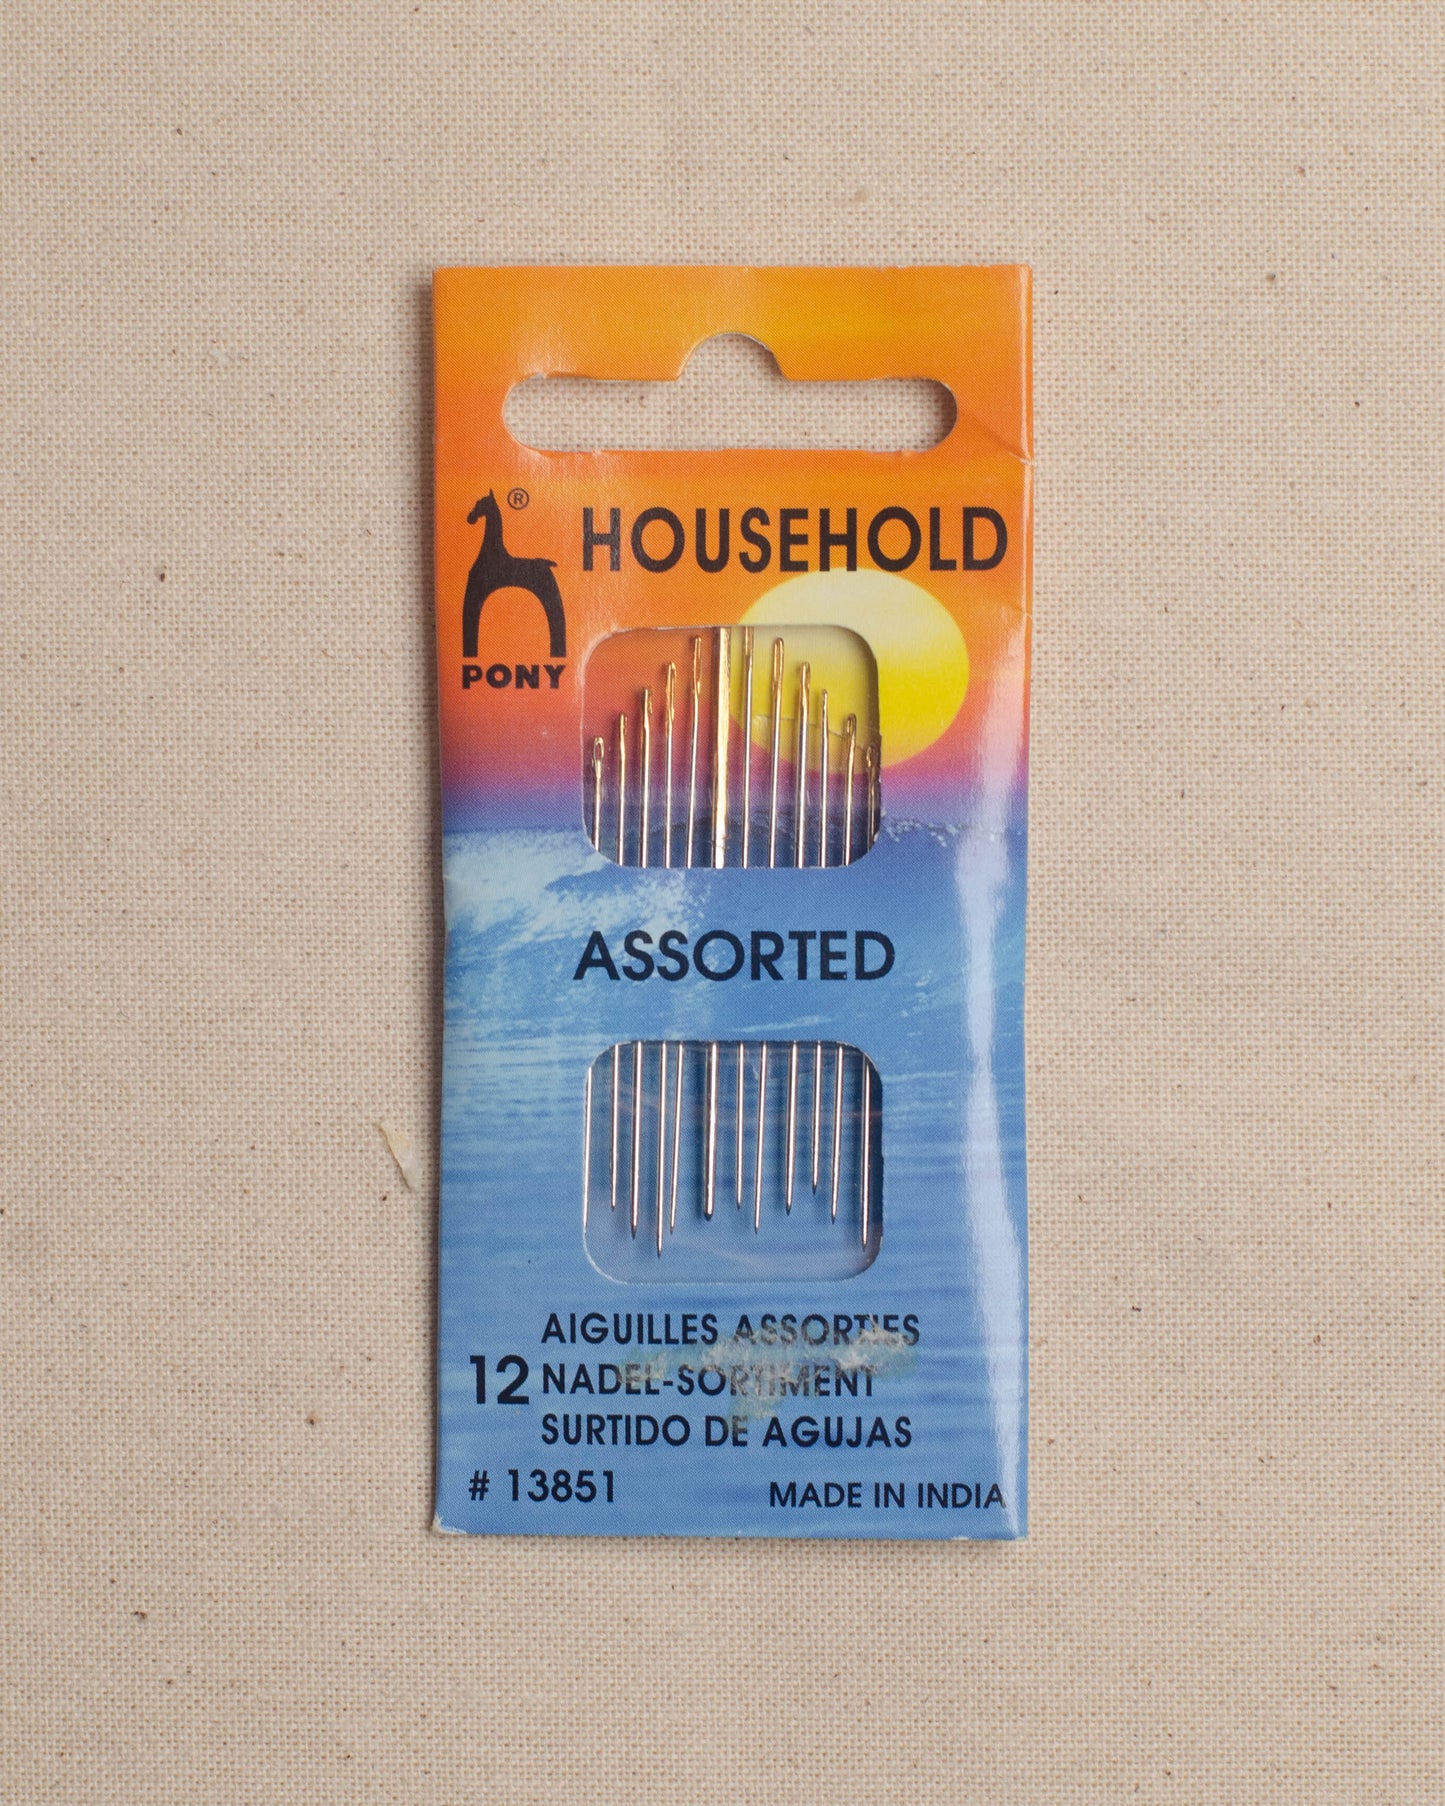 ®
HOUSEHOLD
PONY
ASSORTED
AIGUILLES ASSORTIES
12 NADEL-SORTIMENT
SURTIDO DE AGUJAS
# 13851 MADE IN INDIA